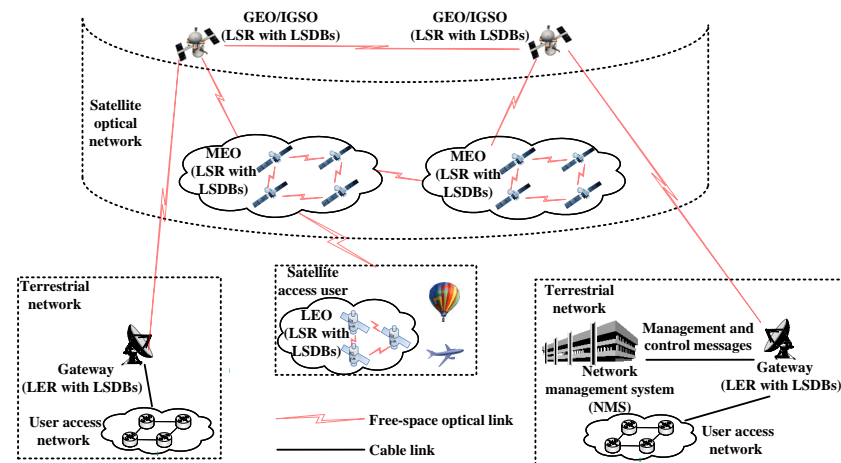 GEO/IGSO
(LSR with LSDBs)
GEO/IGSO
(LSR with LSDBs)
Satellite
optical
network
MEO
(LSR with
LSDBs)
MEO
(LSR with
LSDBs)
Terrestrial
network
Gateway
(LER with LSDBs)
User access
network
Satellite
access user
LEO
(LSR with
LSDBs)
Terrestrial
network
Management and
control messages
Network
management system
(NMS)
Gateway
(LER with LSDBs)
User access
network
Free-space optical link
Cable link